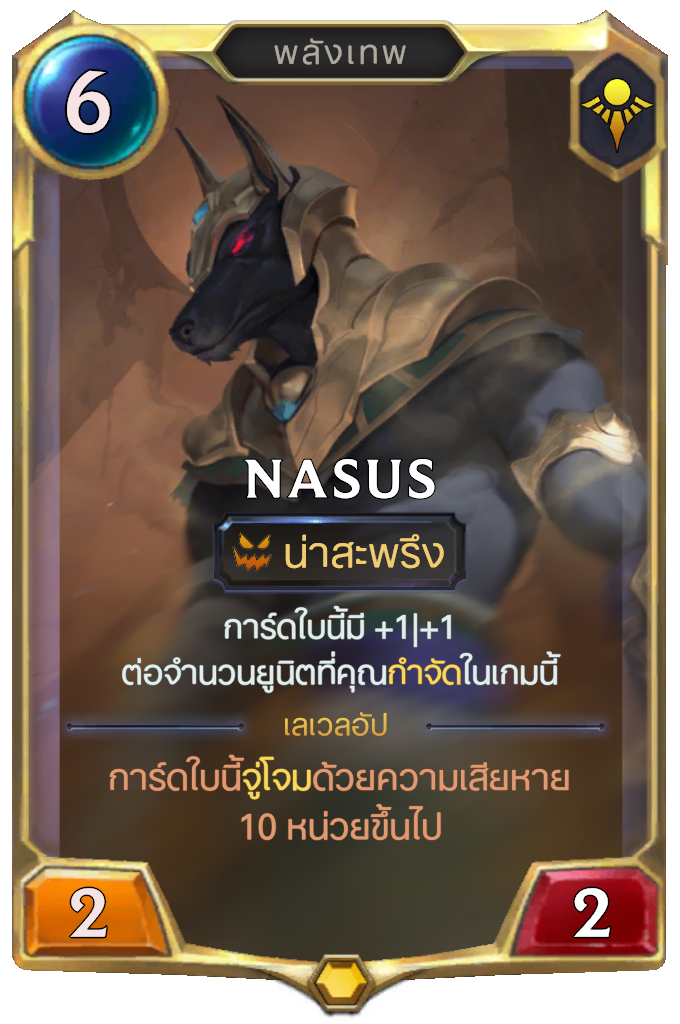 พลังเทพ
6
NASUS
น่าสะพรึง
การ์ดใบนี้มี +1|+1
ต่อจำนวนยูนิตที่คุณกำจัดในเกมนี้
เลเวลอัป
การ์ดใบนี้จู่โจมด้วยความเสียหาย
10 หน่วยขึ้นไป
2
2